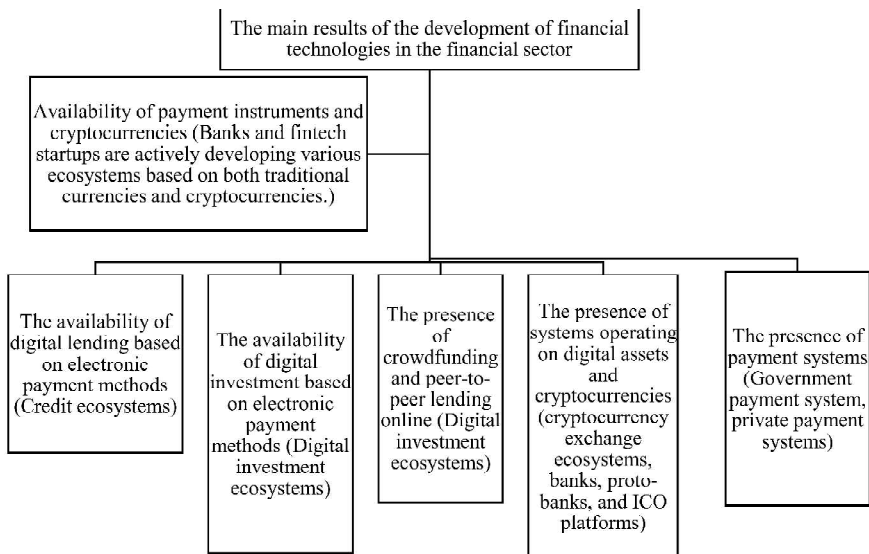 The main results of the development of financial
technologies in the financial sector
Availability of payment instruments and
cryptocurrencies (Banks and fintech
startups are actively developing various
ecosystems based on both traditional
currencies and cryptocurrencies.)
The availability of
digital lending based
on electronic
payment methods
(Credit ecosystems)
The availability
of digital
investment based
on electronic
payment
methods (Digital
investment
ecosystems)
The presence
of
crowdfunding
and peer-to-
peer lending
online (Digital
investment
ecosystems)
The presence of
systems operating
on digital assets
and
cryptocurrencies
(cryptocurrency
exchange
ecosystems,
banks, proto-
banks, and ICO
platforms)
The presence of
payment systems
(Government
payment system,
private payment
systems)